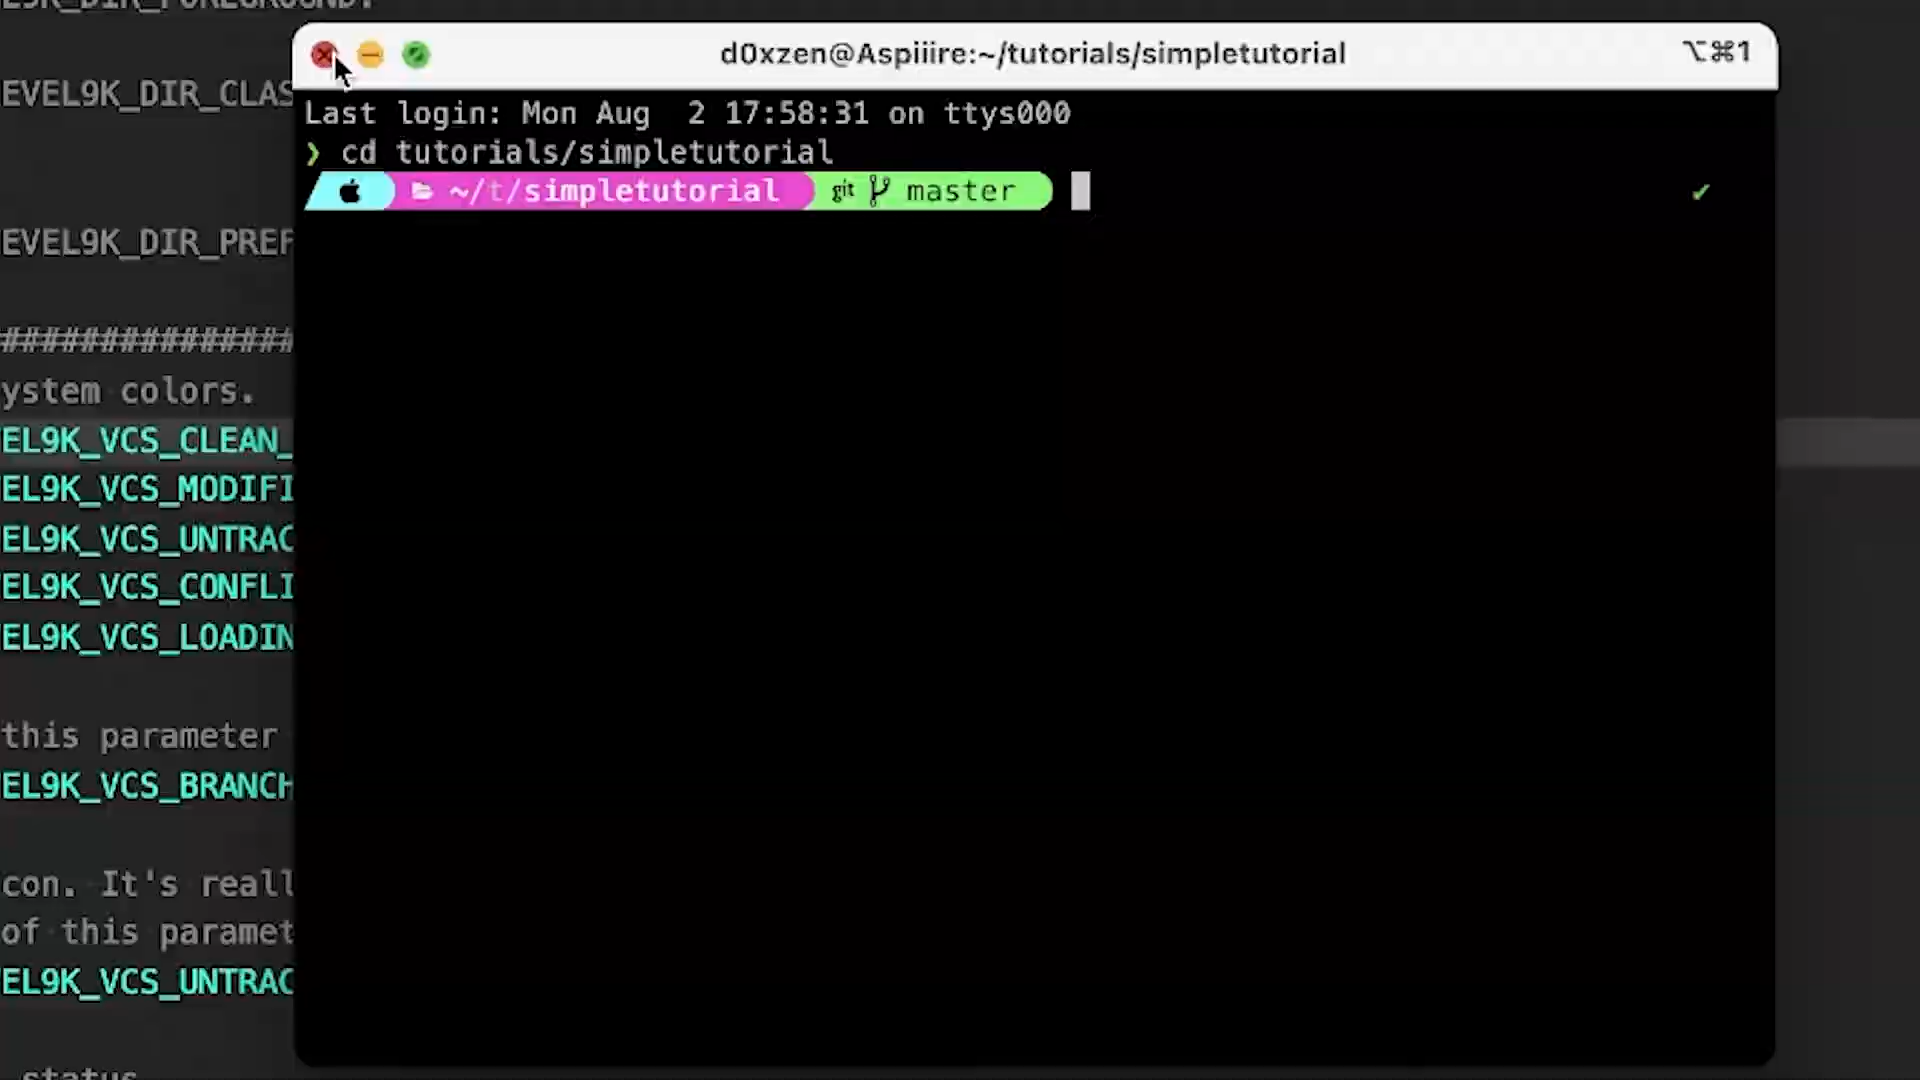 d0xzen@Aspiiire:~/tutorials/simpletutorial
⌥⌘1
Last login: Mon Aug  2 17:58:31 on ttys000
❯ cd tutorials/simpletutorial
~/t/simpletutorial git master ✔
EVEL9K_DIR_CLAS
EVEL9K_DIR_PREF
###############
ystem colors.
EL9K_VCS_CLEAN_
EL9K_VCS_MODIFI
EL9K_VCS_UNTRAC
EL9K_VCS_CONFLI
EL9K_VCS_LOADIN
this parameter
EL9K_VCS_BRANCH
con. It's reall
of this paramet
EL9K_VCS_UNTRAC
status